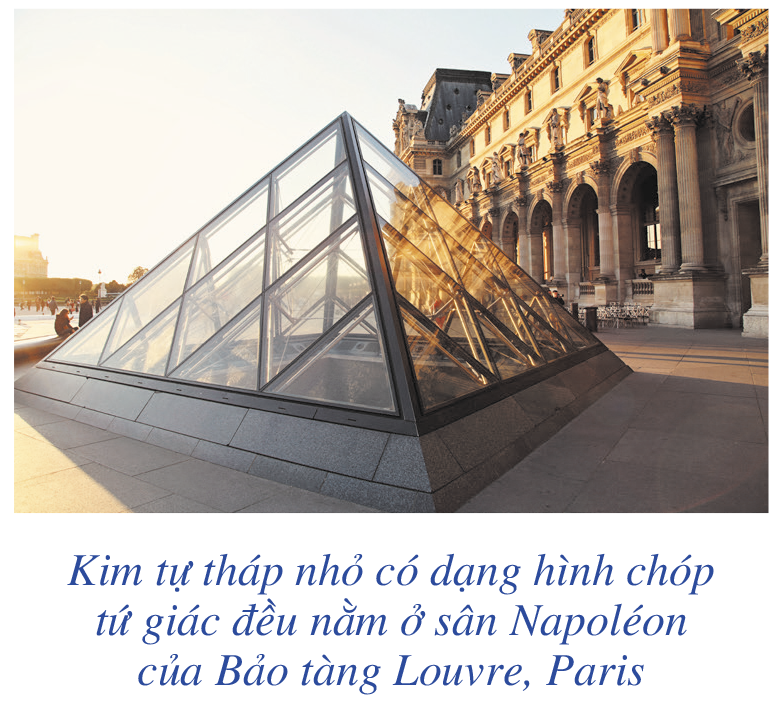 Kim tự tháp nhỏ có dạng hình chóp
tứ giác đều nằm ở sân Napoléon
của Bảo tàng Louvre, Paris